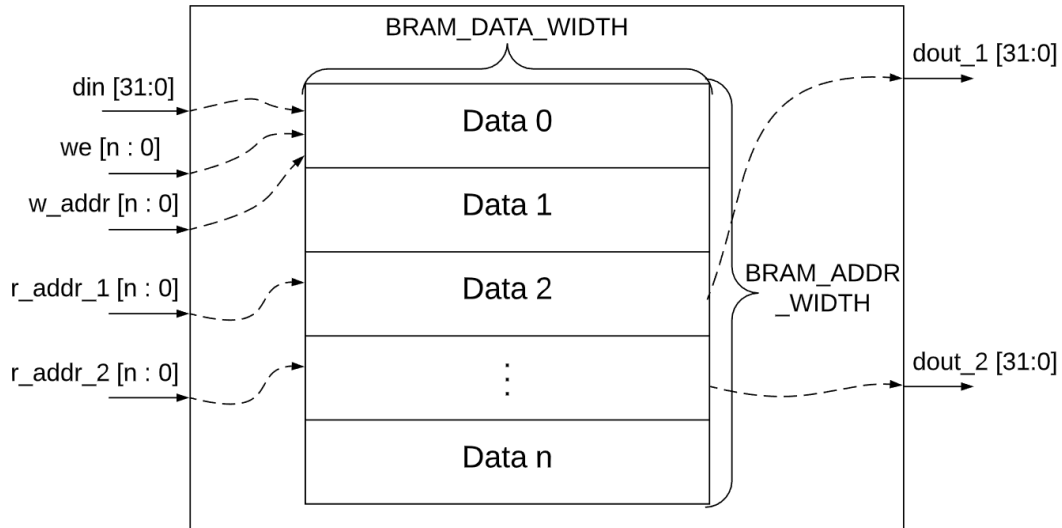 BRAM_DATA_WIDTH
din [31:0]
we [n : 0]
w_addr [n : 0]
r_addr_1 [n : 0]
r_addr_2 [n : 0]
Data 0
Data 1
Data 2
⋮
Data n
BRAM_ADDR
_WIDTH
dout_1 [31:0]
dout_2 [31:0]